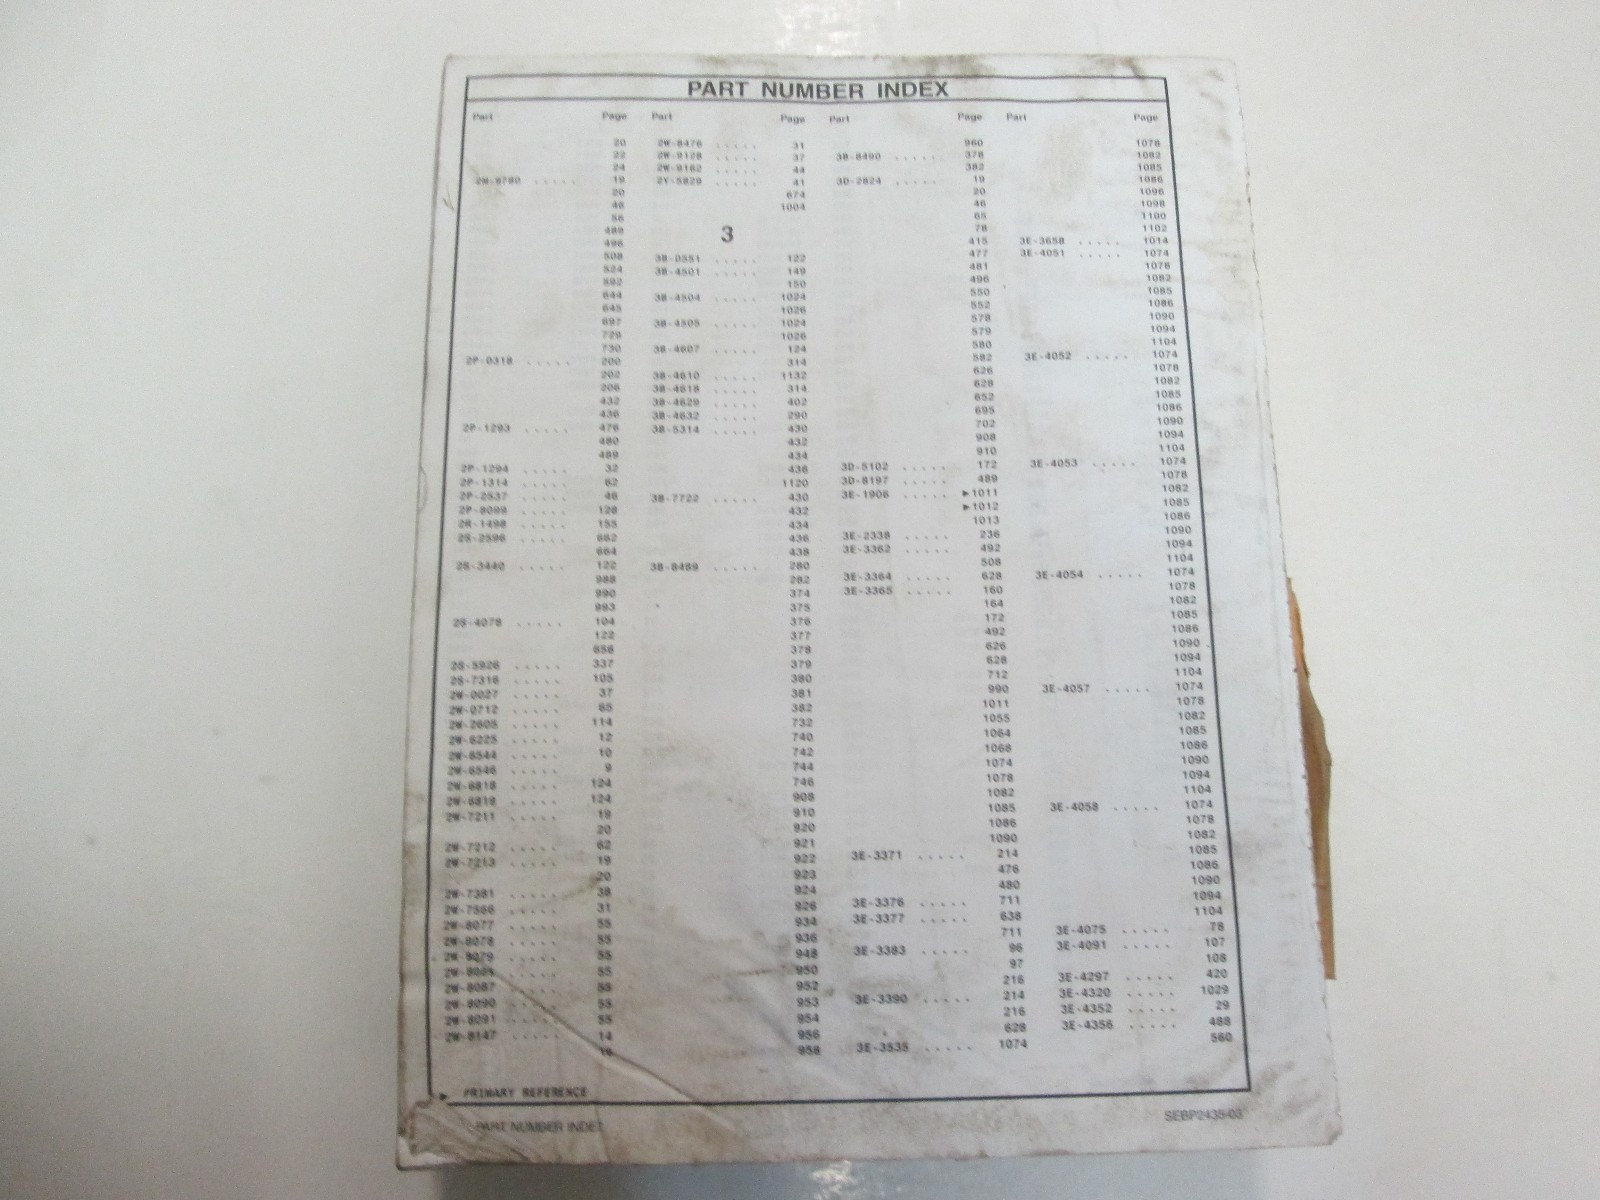 PART NUMBER INDEX
Part Page
20
22
24
2M-9780 ..... 19
20
46
56
489
496
508
524
592
644
645
697
729
730
2P-0318 ..... 200
202
206
432
436
2P-1293 ..... 476
480
489
2P-1294 ..... 32
2P-1314 ..... 62
2P-2537 ..... 46
2P-8099 ..... 128
2R-1498 ..... 155
2S-2596 ..... 662
664
2S-3440 ..... 122
988
990
993
2S-4078 ..... 104
122
656
2S-5926 ..... 337
2S-7316 ..... 105
2W-0027 ..... 37
2W-0712 ..... 65
2W-2605 ..... 114
2W-6225 ..... 12
2W-6544 ..... 10
2W-6546 ..... 9
2W-6818 ..... 124
2W-6819 ..... 124
2W-7211 ..... 19
20
2W-7212 ..... 62
2W-7213 ..... 19
20
2W-7381 ..... 38
2W-7566 ..... 31
2W-8077 ..... 55
2W-8078 ..... 55
2W-8079 ..... 55
..... 55
2W-8087 ..... 55
2W-8090 ..... 55
2W-8091 ..... 55
2W-8147 ..... 14
19
Part Page
2W-8476 ..... 31
2W-9128 ..... 37
2W-9162 ..... 44
2Y-5829 ..... 41
674
1004
3
3B-0551 ..... 122
3B-4501 ..... 149
150
3B-4504 ..... 1024
1026
3B-4505 ..... 1024
1026
3B-4607 ..... 124
314
3B-4610 ..... 1132
3B-4618 ..... 314
3B-4629 ..... 402
3B-4632 ..... 290
3B-5314 ..... 430
432
434
436
1120
3B-7722 ..... 430
432
434
436
438
3B-8489 ..... 280
282
374
375
376
377
378
379
380
381
382
732
740
742
744
746
908
910
920
921
922
923
924
926
934
936
948
950
952
953
954
956
958
Part Page
960
3B-8490 ..... 378
382
3D-2824 ..... 19
20
46
65
78
415
477
481
496
550
552
578
579
580
582
626
628
652
695
702
908
910
3D-5102 ..... 172
3D-8197 ..... 489
3E-1906 ..... ►1011
►1012
1013
3E-2338 ..... 236
3E-3362 ..... 492
508
3E-3364 ..... 628
3E-3365 ..... 160
164
172
492
626
628
712
990
1011
1055
1064
1068
1074
1078
1082
1085
1086
1090
3E-3371 ..... 214
476
480
3E-3376 ..... 711
3E-3377 ..... 638
711
3E-3383 ..... 96
97
216
3E-3390 ..... 214
216
628
3E-3535 ..... 1074
Part Page
1078
1082
1085
1086
1096
1098
1100
1102
3E-3658 ..... 1014
3E-4051 ..... 1074
1078
1082
1085
1086
1090
1094
1104
3E-4052 ..... 1074
1078
1082
1085
1086
1090
1094
1104
3E-4053 ..... 1074
1078
1082
1085
1086
1090
1094
1104
3E-4054 ..... 1074
1078
1082
1085
1086
1090
1094
1104
3E-4057 ..... 1074
1078
1082
1085
1086
1090
1094
1104
3E-4058 ..... 1074
1078
1082
1085
1086
1090
1094
1104
3E-4075 ..... 78
3E-4091 ..... 107
108
3E-4297 ..... 420
3E-4320 ..... 1029
3E-4352 ..... 29
3E-4356 ..... 488
560
► PRIMARY REFERENCE
PART NUMBER INDEX
SEBP2435-03